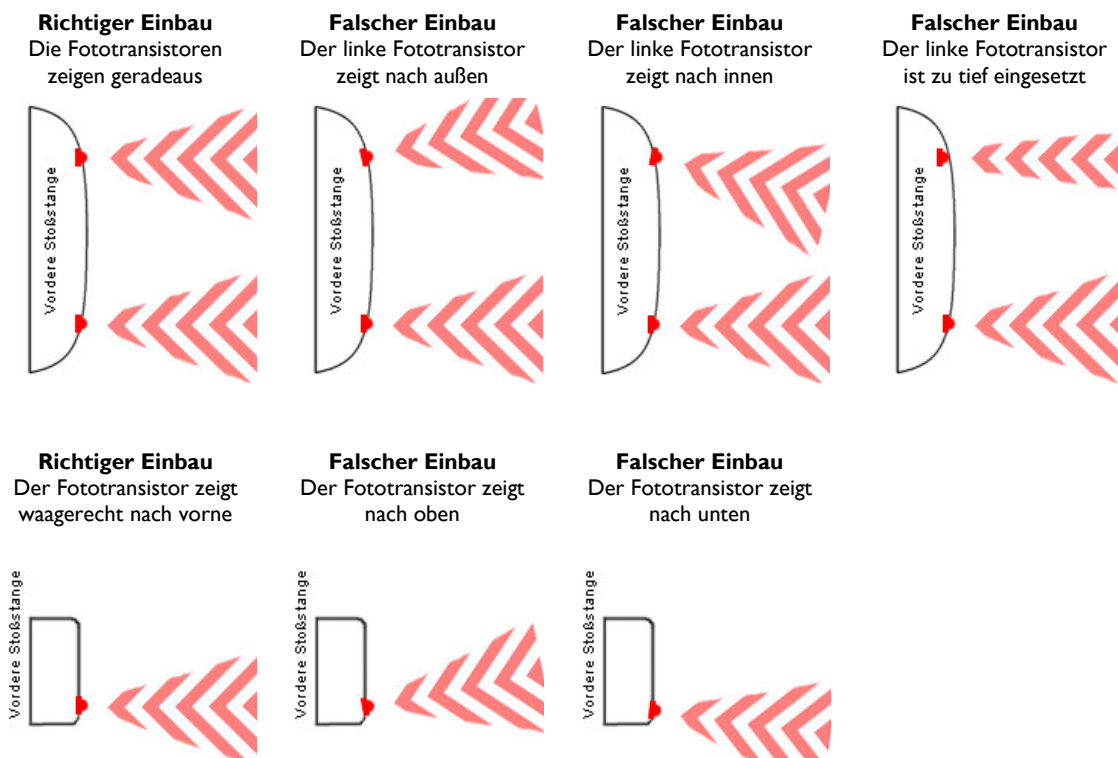 Richtiger Einbau
Die Fototransistoren
zeigen geradeaus
Falscher Einbau
Der linke Fototransistor
zeigt nach außen
Falscher Einbau
Der linke Fototransistor
zeigt nach innen
Falscher Einbau
Der linke Fototransistor
ist zu tief eingesetzt
Vordere Stoßstange
Vordere Stoßstange
Vordere Stoßstange
Vordere Stoßstange
Richtiger Einbau
Der Fototransistor zeigt
waagerecht nach vorne
Falscher Einbau
Der Fototransistor zeigt
nach oben
Falscher Einbau
Der Fototransistor zeigt
nach unten
Vordere Stoßstange
Vordere Stoßstange
Vordere Stoßstange